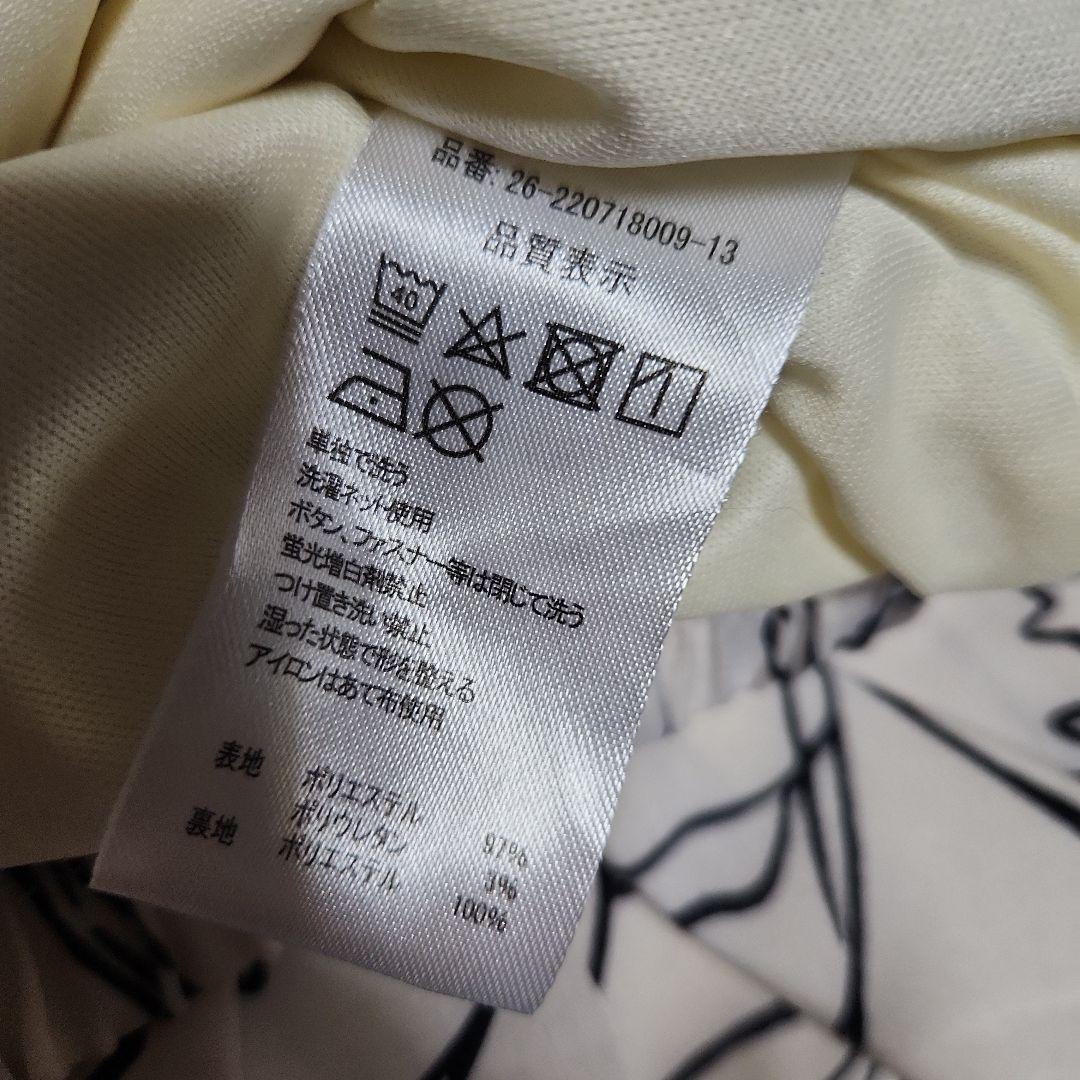 品番: 26-220718009-13
品質表示
40
単独で洗う
洗濯ネット使用
ボタン、ファスナー等は閉じて洗う
蛍光増白剤禁止
つけ置き洗い禁止
湿った状態で形を整える
アイロンはあて布使用
表地 ポリエステル 97%
ポリウレタン 3%
裏地 ポリエステル 100%